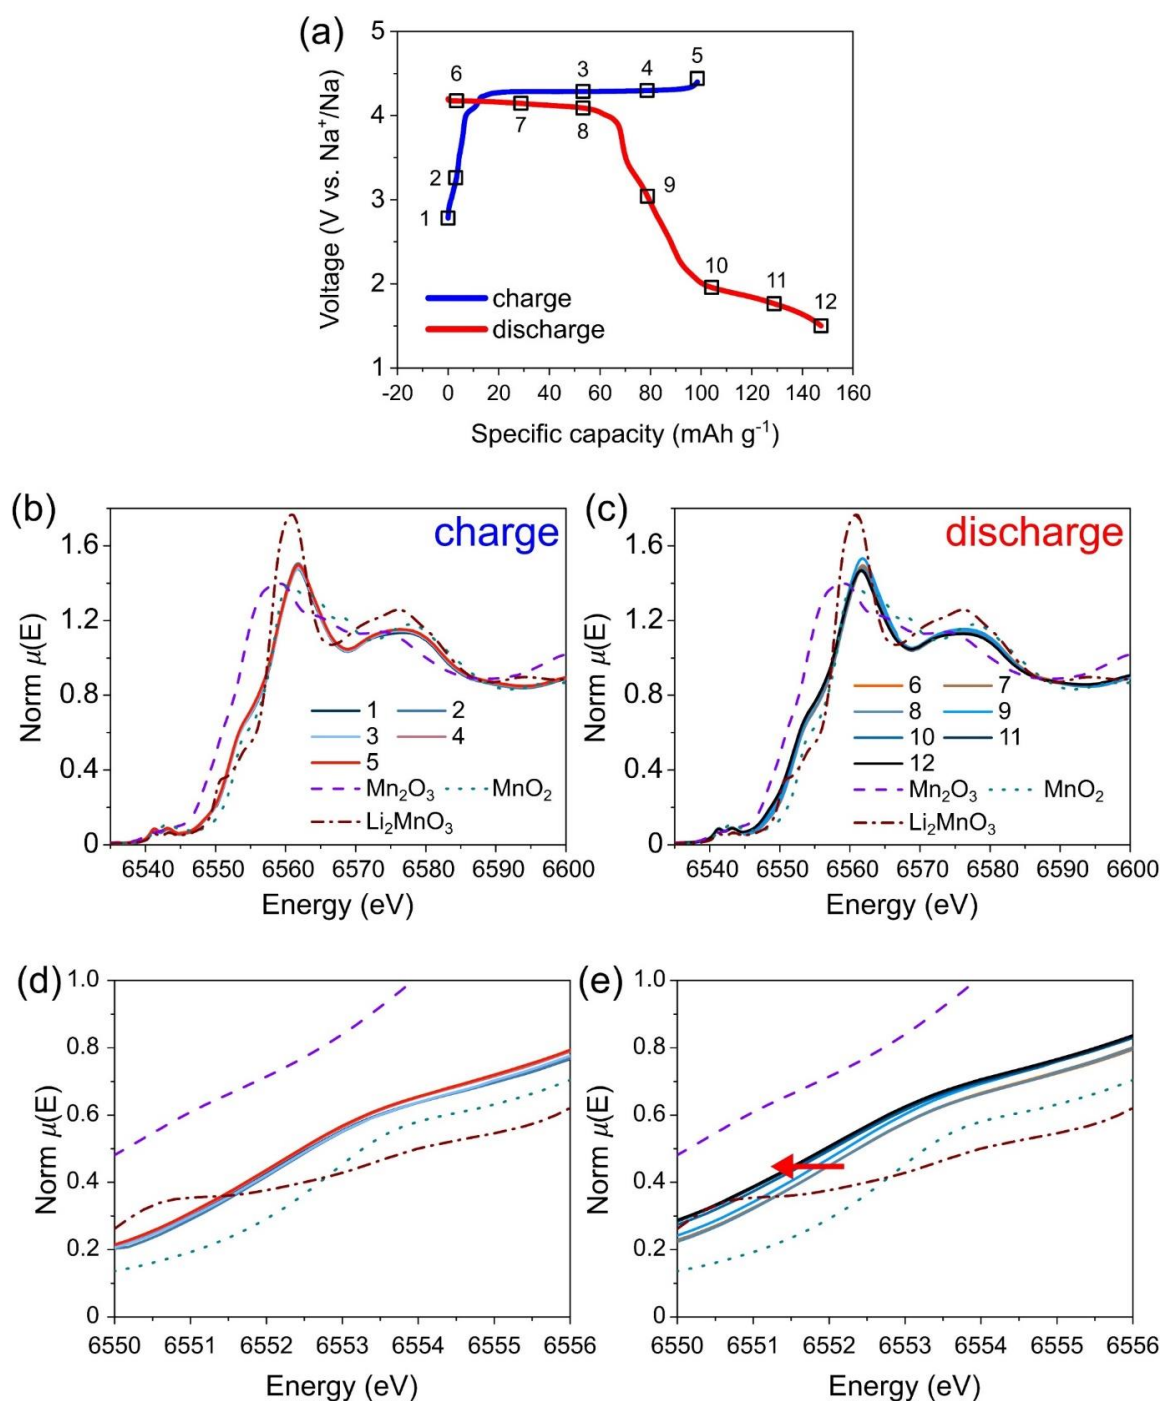 (a)
5
4
3
2
1
Voltage (V vs. Na⁺/Na)
1
2
3
4
5
6
7
8
9
10
11
12
charge
discharge
-20 0 20 40 60 80 100 120 140 160
Specific capacity (mAh g⁻¹)
(b)
charge
1.6
1.2
0.8
0.4
0
Norm μ(E)
1 2
3 4
5
Mn₂O₃ MnO₂
Li₂MnO₃
6540 6550 6560 6570 6580 6590 6600
Energy (eV)
(c)
discharge
1.6
1.2
0.8
0.4
0
Norm μ(E)
6 7
8 9
10 11
12
Mn₂O₃ MnO₂
Li₂MnO₃
6540 6550 6560 6570 6580 6590 6600
Energy (eV)
(d)
1.0
0.8
0.6
0.4
0.2
0
Norm μ(E)
6550 6551 6552 6553 6554 6555 6556
Energy (eV)
(e)
1.0
0.8
0.6
0.4
0.2
0
Norm μ(E)
6550 6551 6552 6553 6554 6555 6556
Energy (eV)